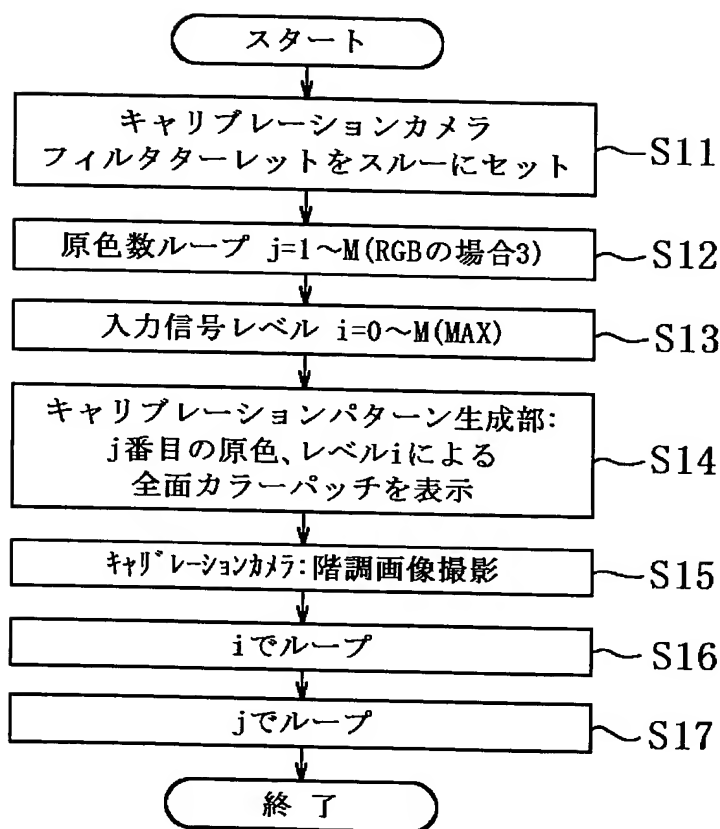 スタート
キャリブレーションカメラ
フィルタターレットをスルーにセット
S11
原色数ループ j=1～M(RGBの場合3)
S12
入力信号レベル i=0～M(MAX)
S13
キャリブレーションパターン生成部:
j番目の原色、レベルiによる
全面カラーパッチを表示
S14
ｷｬﾘﾞﾚｰｼｮﾝｶﾒﾗ:階調画像撮影
S15
iでループ
S16
jでループ
S17
終 了